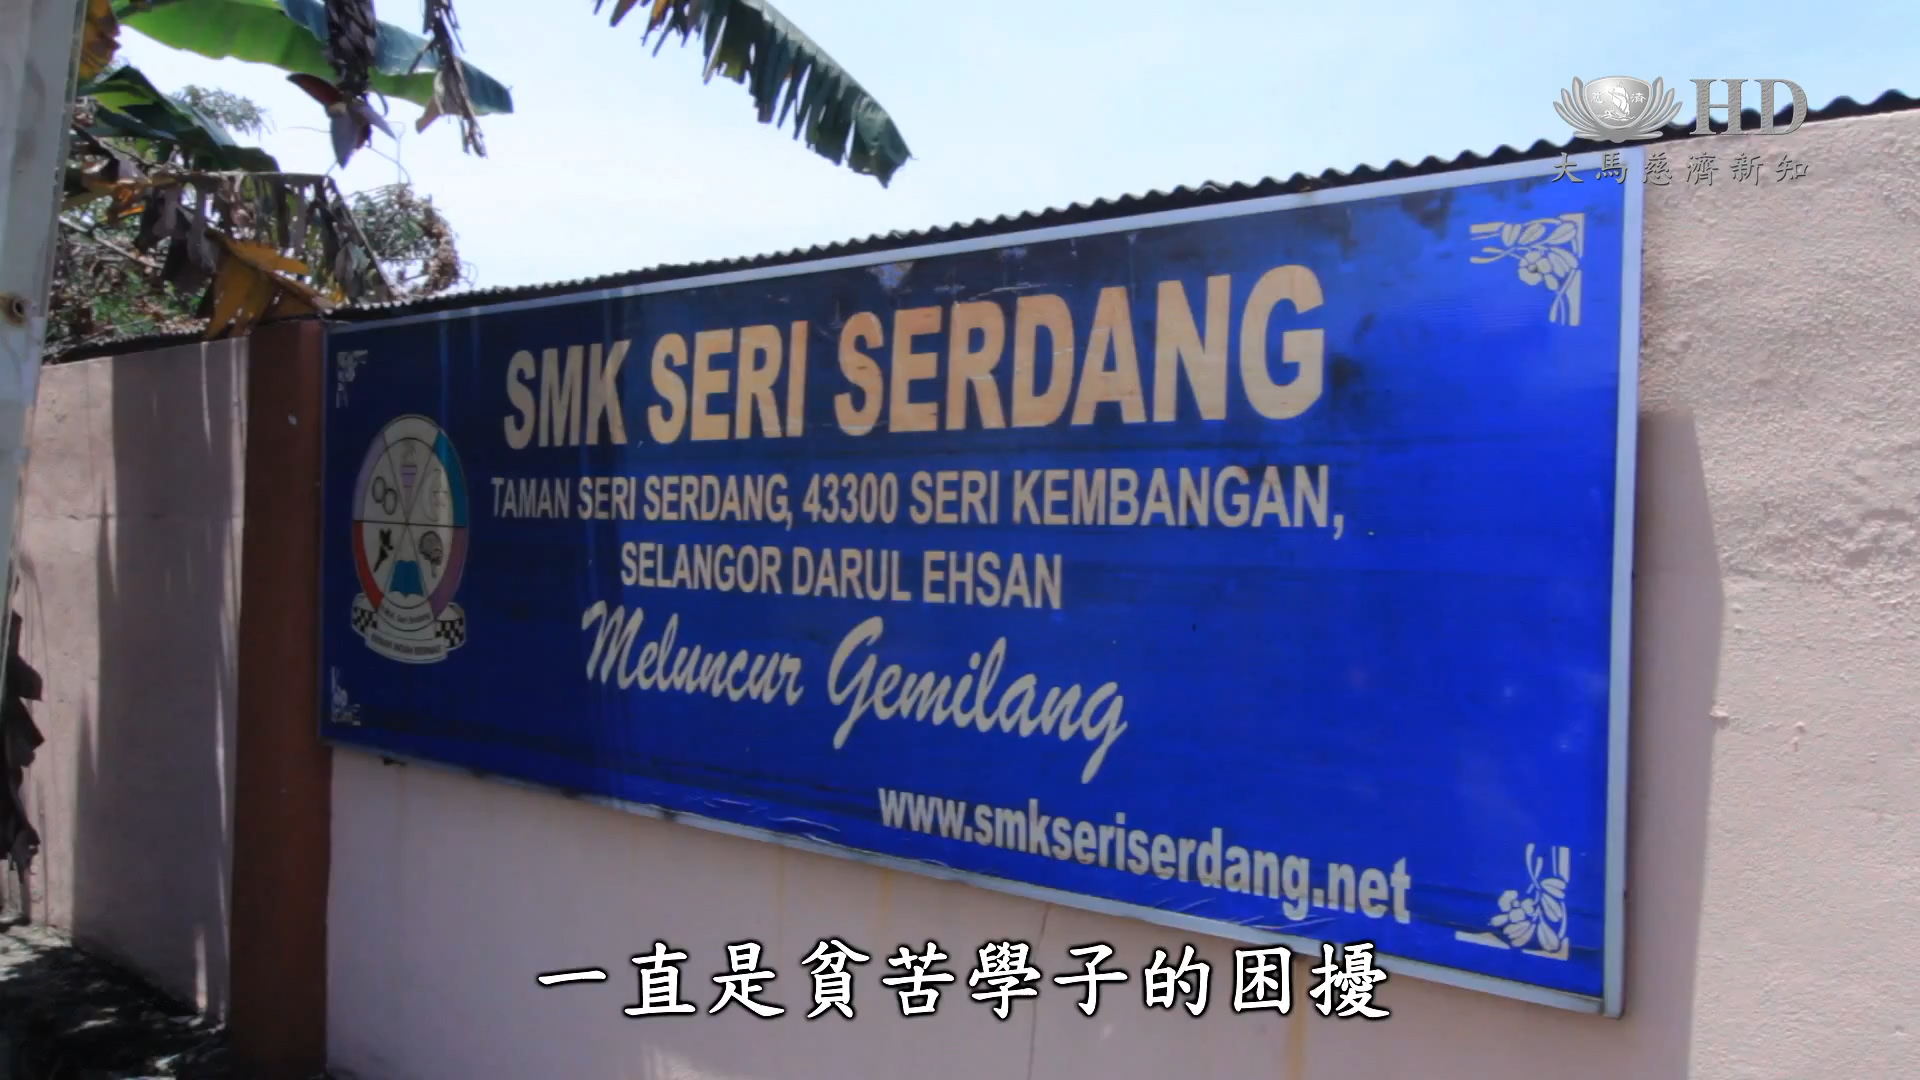 HD
大馬慈濟新知
SMK SERI SERDANG
TAMAN SERI SERDANG, 43300 SERI KEMBANGAN,
SELANGOR DARUL EHSAN
Meluncur Gemilang
www.smkseriserdang.net
一直是貧苦學子的困擾